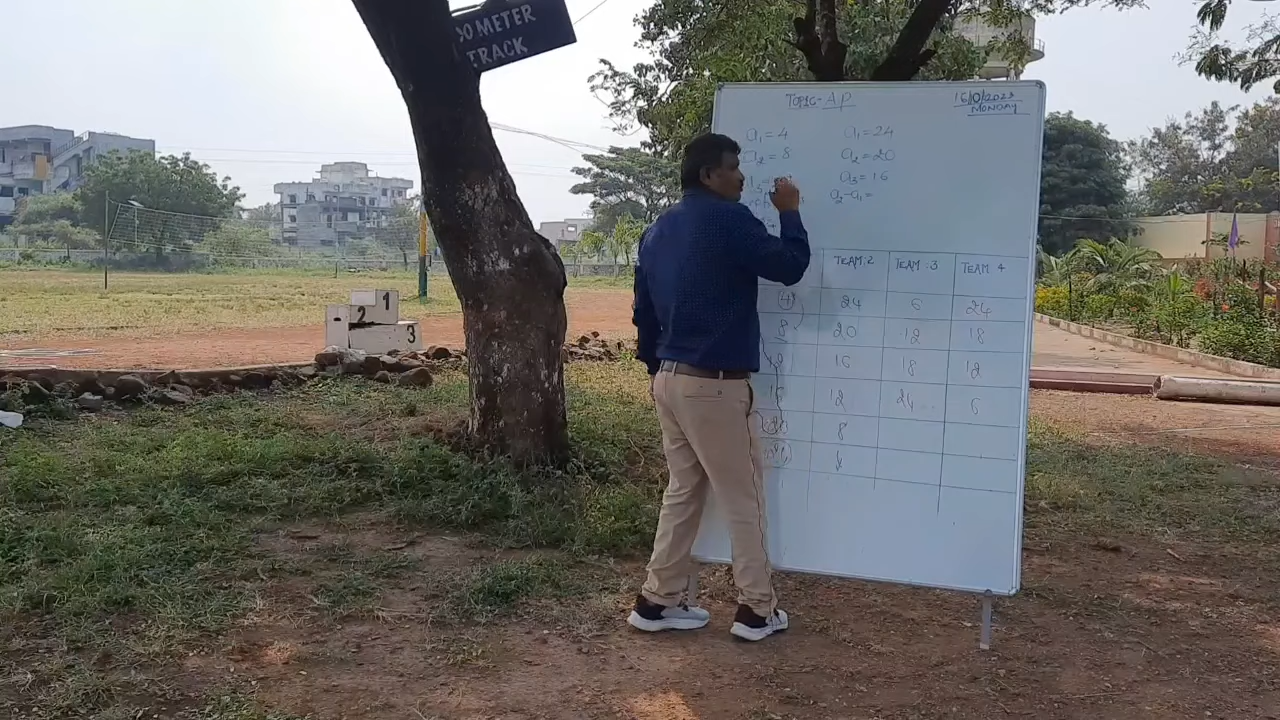 METER
TRACK
1
2
3
TOPIC - AP
MONDAY
a₁ = 4
a₁ = 24
a₂ = 8
a₂ = 20
a₃ = 16
a₂ - a₁ =
TEAM : 2 TEAM : 3 TEAM 4
4 24 6 24
8 20 12 18
12 16 18 12
16 12 24 6
8